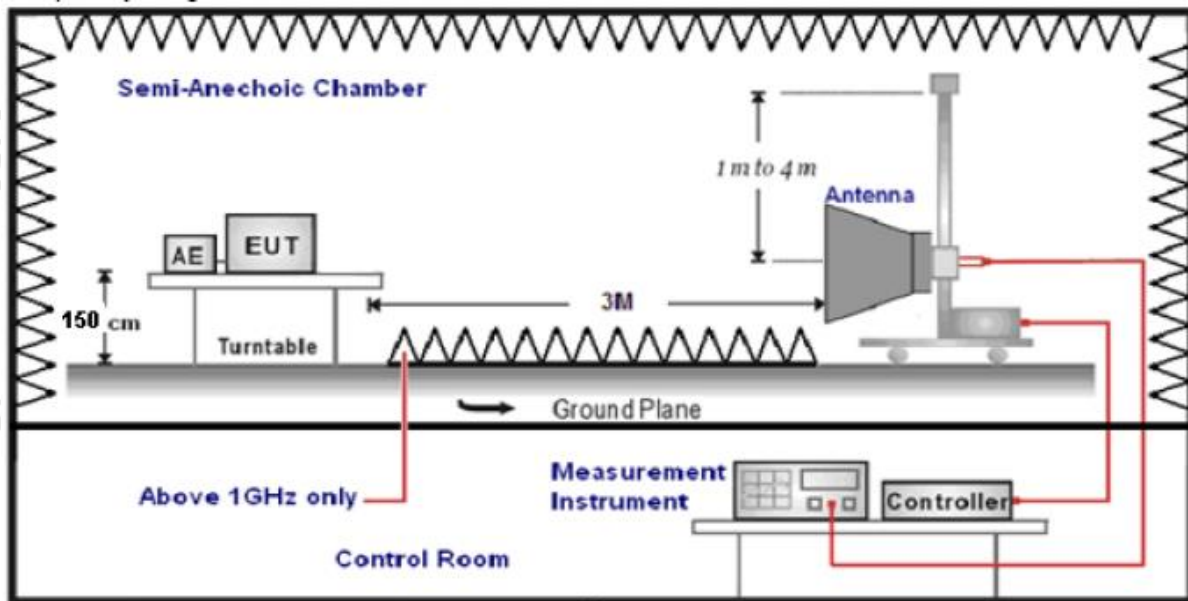 Semi-Anechoic Chamber
1 m to 4 m
Antenna
AE
EUT
3M
150 cm
Turntable
Ground Plane
Above 1GHz only
Measurement
Instrument
Controller
Control Room